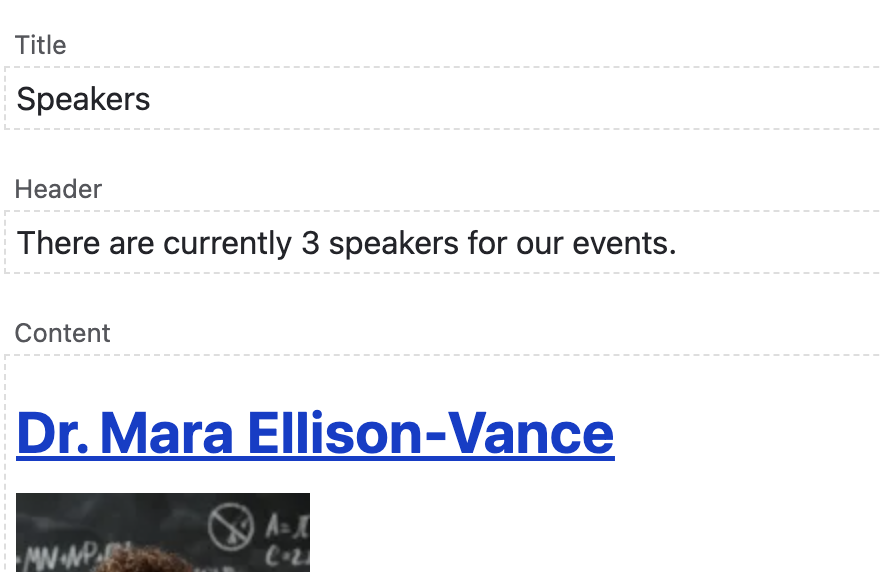 Title
Speakers
Header
There are currently 3 speakers for our events.
Content
Dr. Mara Ellison-Vance